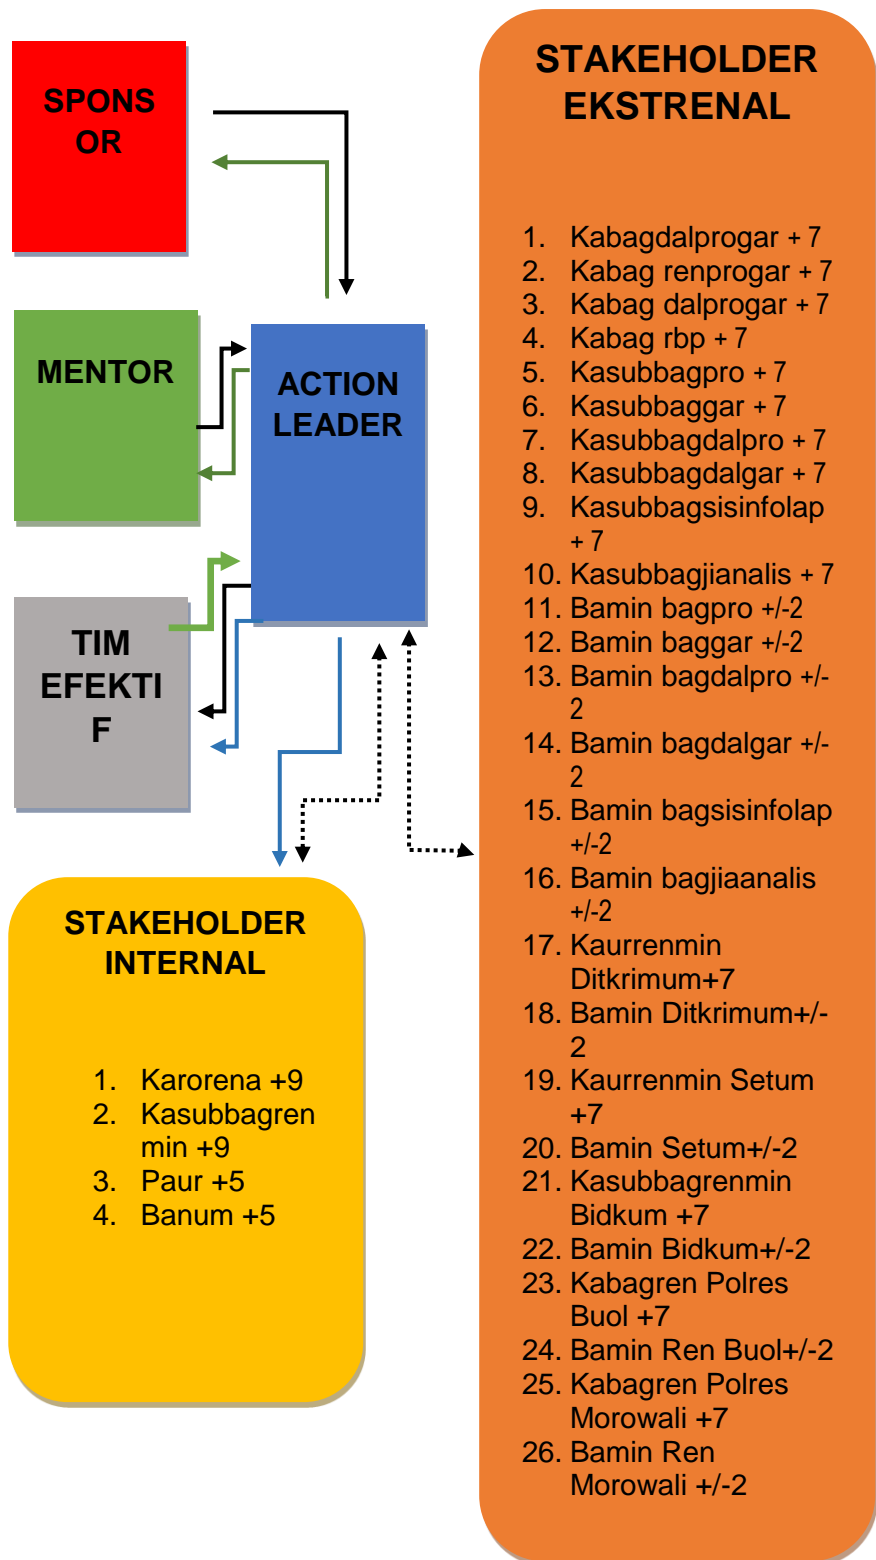 SPONS
OR
MENTOR
ACTION
LEADER
TIM
EFEKTI
F
STAKEHOLDER
INTERNAL
1. Karorena +9
2. Kasubbagren
min +9
3. Paur +5
4. Banum +5
STAKEHOLDER
EKSTRENAL
1. Kabagdalprogar + 7
2. Kabag renprogar + 7
3. Kabag dalprogar + 7
4. Kabag rbp + 7
5. Kasubbagpro + 7
6. Kasubbaggar + 7
7. Kasubbagdalpro + 7
8. Kasubbagdalgar + 7
9. Kasubbagsisinfolap
+ 7
10. Kasubbagjianalis + 7
11. Bamin bagpro +/-2
12. Bamin baggar +/-2
13. Bamin bagdalpro +/-
2
14. Bamin bagdalgar +/-
2
15. Bamin bagsisinfolap
+/-2
16. Bamin bagjiaanalis
+/-2
17. Kaurrenmin
Ditkrimum+7
18. Bamin Ditkrimum+/-
2
19. Kaurrenmin Setum
+7
20. Bamin Setum+/-2
21. Kasubbagrenmin
Bidkum +7
22. Bamin Bidkum+/-2
23. Kabagren Polres
Buol +7
24. Bamin Ren Buol+/-2
25. Kabagren Polres
Morowali +7
26. Bamin Ren
Morowali +/-2